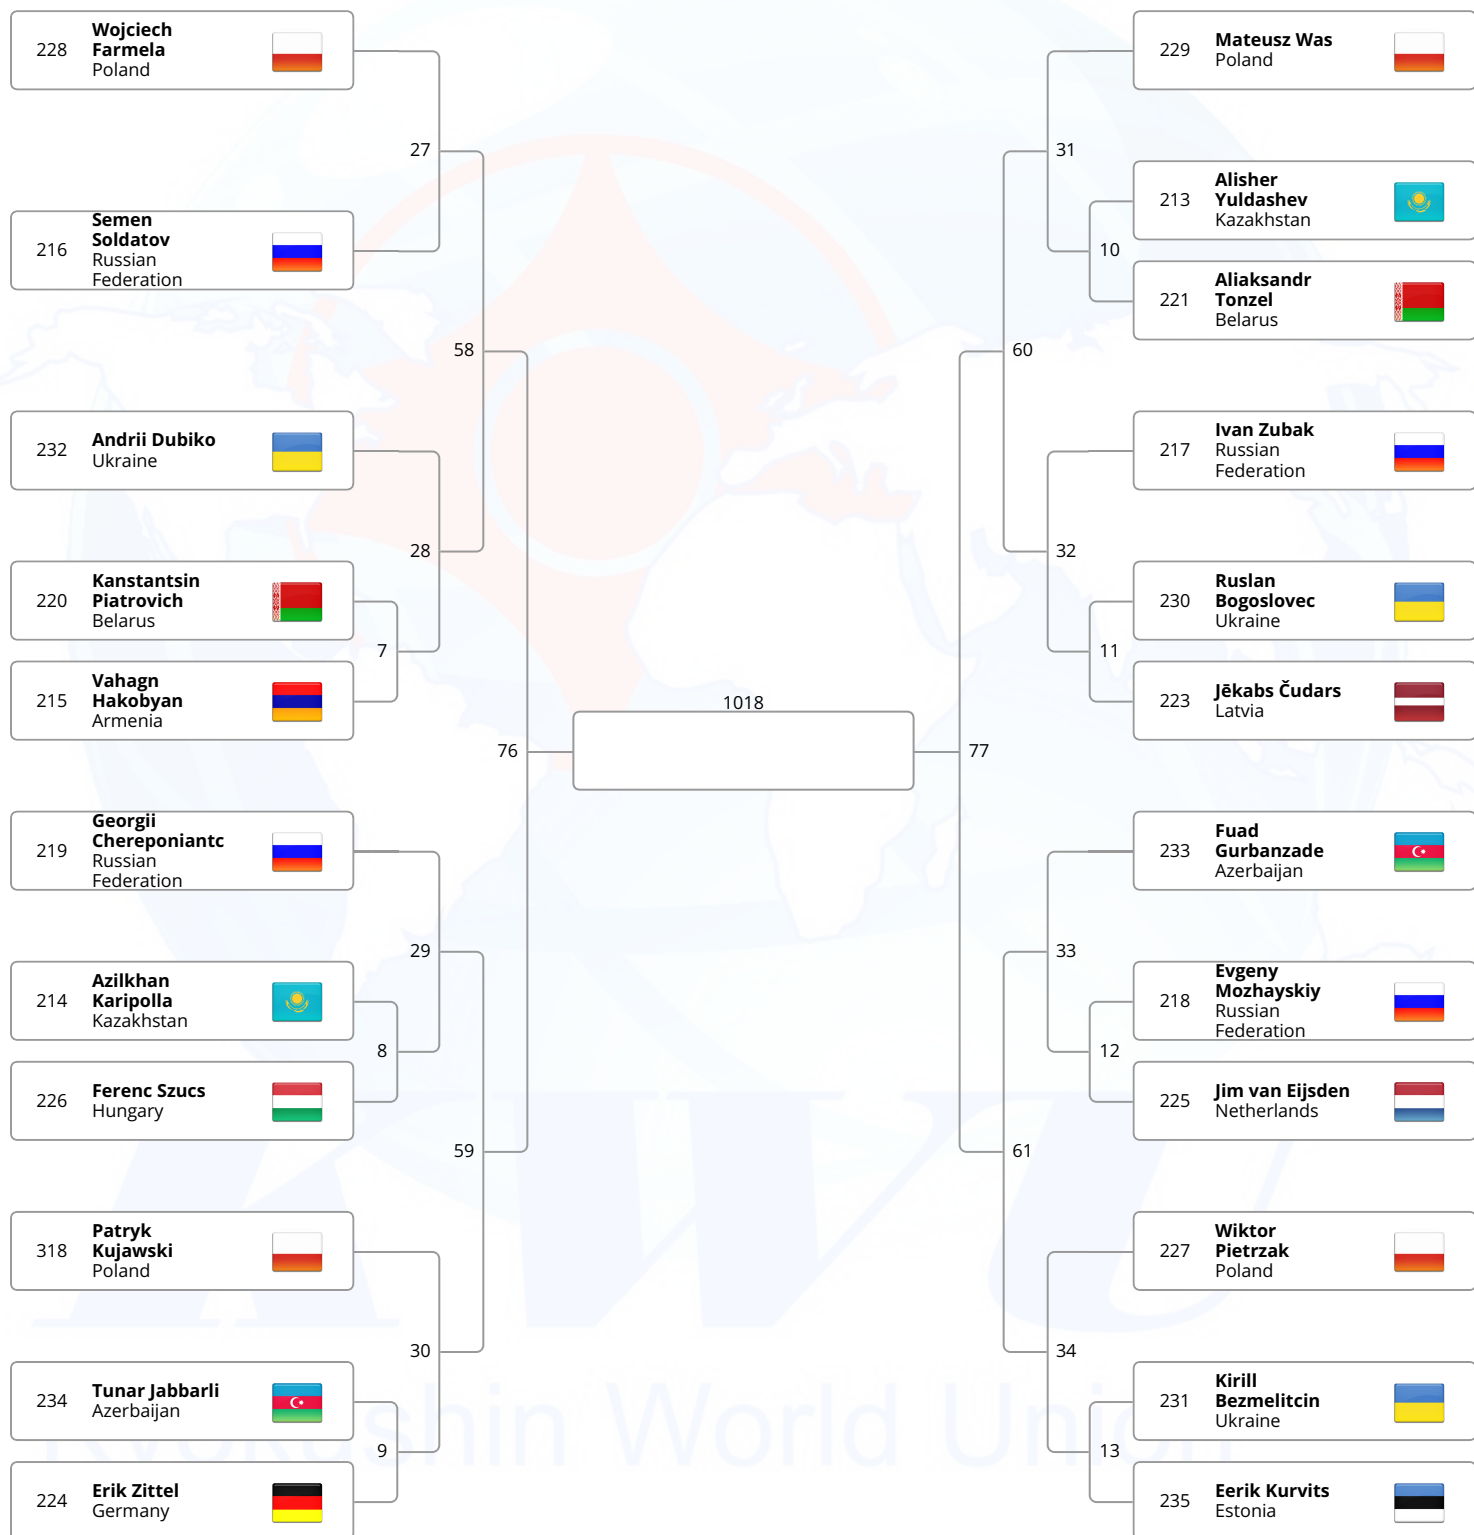 228
Wojciech
Farmela
Poland
27
Semen
Soldatov
216
Russian
Federation
58
232
Andrii Dubiko
Ukraine
28
220
Kanstantsin
Piatrovich
Belarus
7
215
Vahagn
Hakobyan
Armenia
76
219
Georgii
Chereponiantc
Russian
Federation
29
214
Azilkhan
Karipolla
Kazakhstan
8
226
Ferenc Szucs
Hungary
59
318
Patryk
Kujawski
Poland
30
234
Tunar Jabbarli
Azerbaijan
9
224
Erik Zittel
Germany
1018
229
Mateusz Was
Poland
31
213
Alisher
Yuldashev
Kazakhstan
10
221
Aliaksandr
Tonzel
Belarus
60
217
Ivan Zubak
Russian
Federation
32
230
Ruslan
Bogoslovec
Ukraine
11
223
Jēkabs Čudars
Latvia
77
233
Fuad
Gurbanzade
Azerbaijan
33
218
Evgeny
Mozhayskiy
Russian
Federation
12
225
Jim van Eijsden
Netherlands
61
227
Wiktor
Pietrzak
Poland
34
231
Kirill
Bezmelitcin
Ukraine
13
235
Eerik Kurvits
Estonia
KWU
Kyokushin World Union